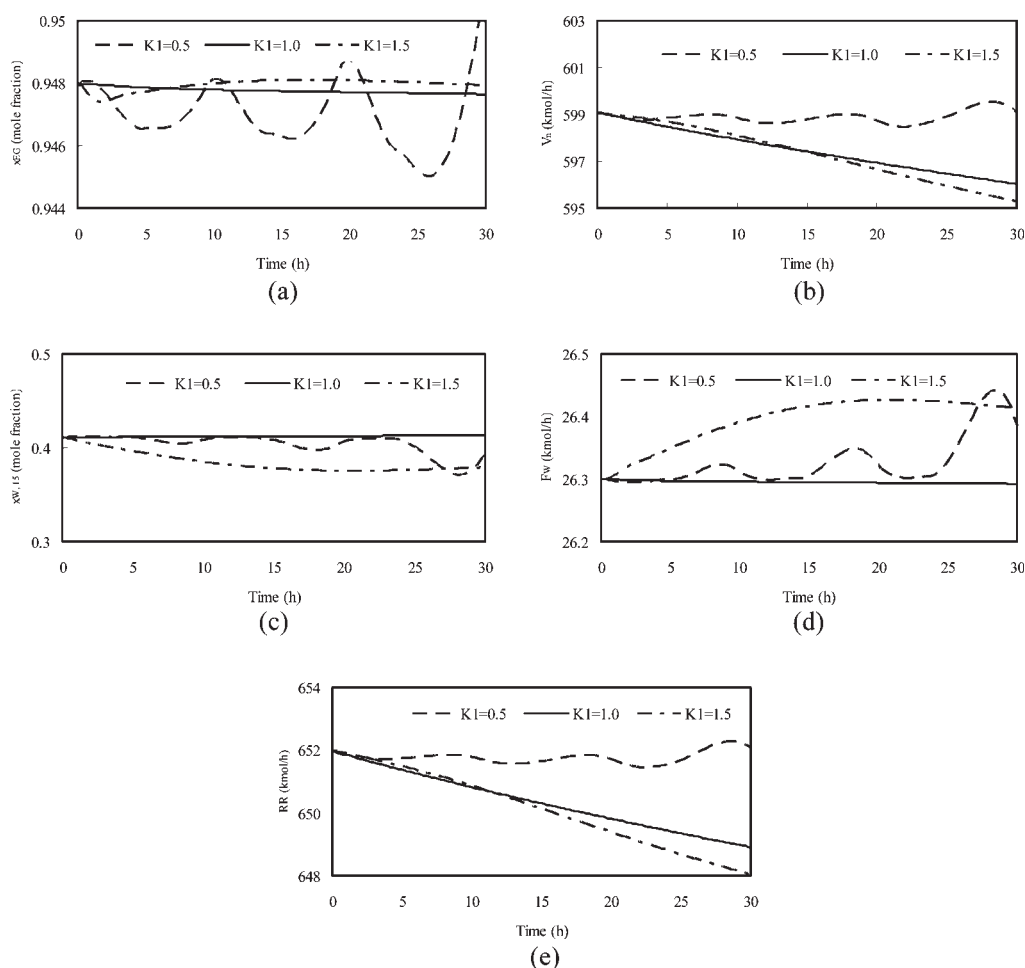 0.95
0.948
0.946
0.944
xEG (mole fraction)
K1=0.5 K1=1.0 K1=1.5
0 5 10 15 20 25 30
Time (h)
(a)
603
601
599
597
595
Vn (kmol/h)
K1=0.5 K1=1.0 K1=1.5
0 5 10 15 20 25 30
Time (h)
(b)
0.5
0.4
0.3
xW,15 (mole fraction)
K1=0.5 K1=1.0 K1=1.5
0 5 10 15 20 25 30
Time (h)
(c)
26.5
26.4
26.3
26.2
FW (kmol/h)
K1=0.5 K1=1.0 K1=1.5
0 5 10 15 20 25 30
Time (h)
(d)
654
652
650
648
RR (kmol/h)
K1=0.5 K1=1.0 K1=1.5
0 5 10 15 20 25 30
Time (h)
(e)